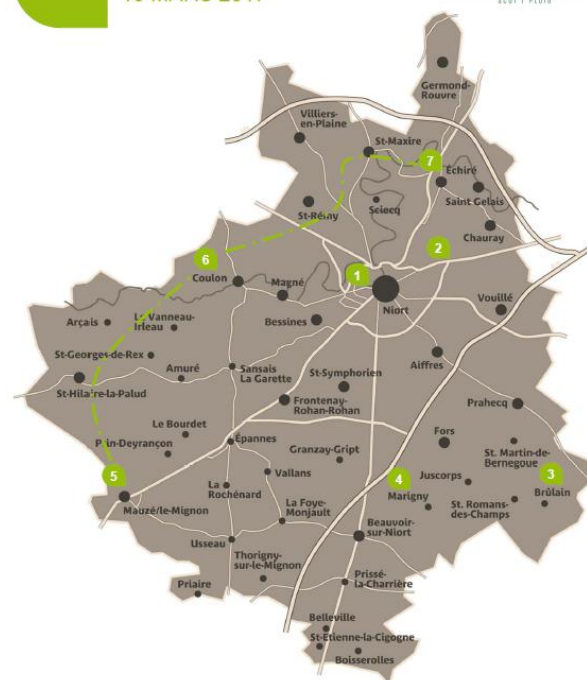 Germond-
Rouvre
Villiers-
en-Plaine
St-Maxire
7
Échiré
Saint Gelais
St-Rémy
Sciecq
Chauray
2
6
Coulon
1
Magné
Niort
Vouillé
Arçais
Le Vanneau-
Irleau
Bessines
St-Georges-de-Rex
Amuré
Sansais
La Garette
Aiffres
St-Hilaire-la-Palud
St-Symphorien
Frontenay-
Rohan-Rohan
Prahecq
Le Bourdet
Épannes
Fors
Prin-Deyrançon
Granzay-Gript
St. Martin-de-
Bernegoue
5
La
Rochénard
Vallans
4
Juscorps
3
Mauzé/le-Mignon
Marigny
St. Romans-
des-Champs
Brûlain
La Foye-
Monjault
Beauvoir
-sur-Niort
Usseau
Thorigny-
sur-le-Mignon
Priaire
Prissé
-la-Charrière
Belleville
St-Etienne-la-Cigogne
Boisserolles